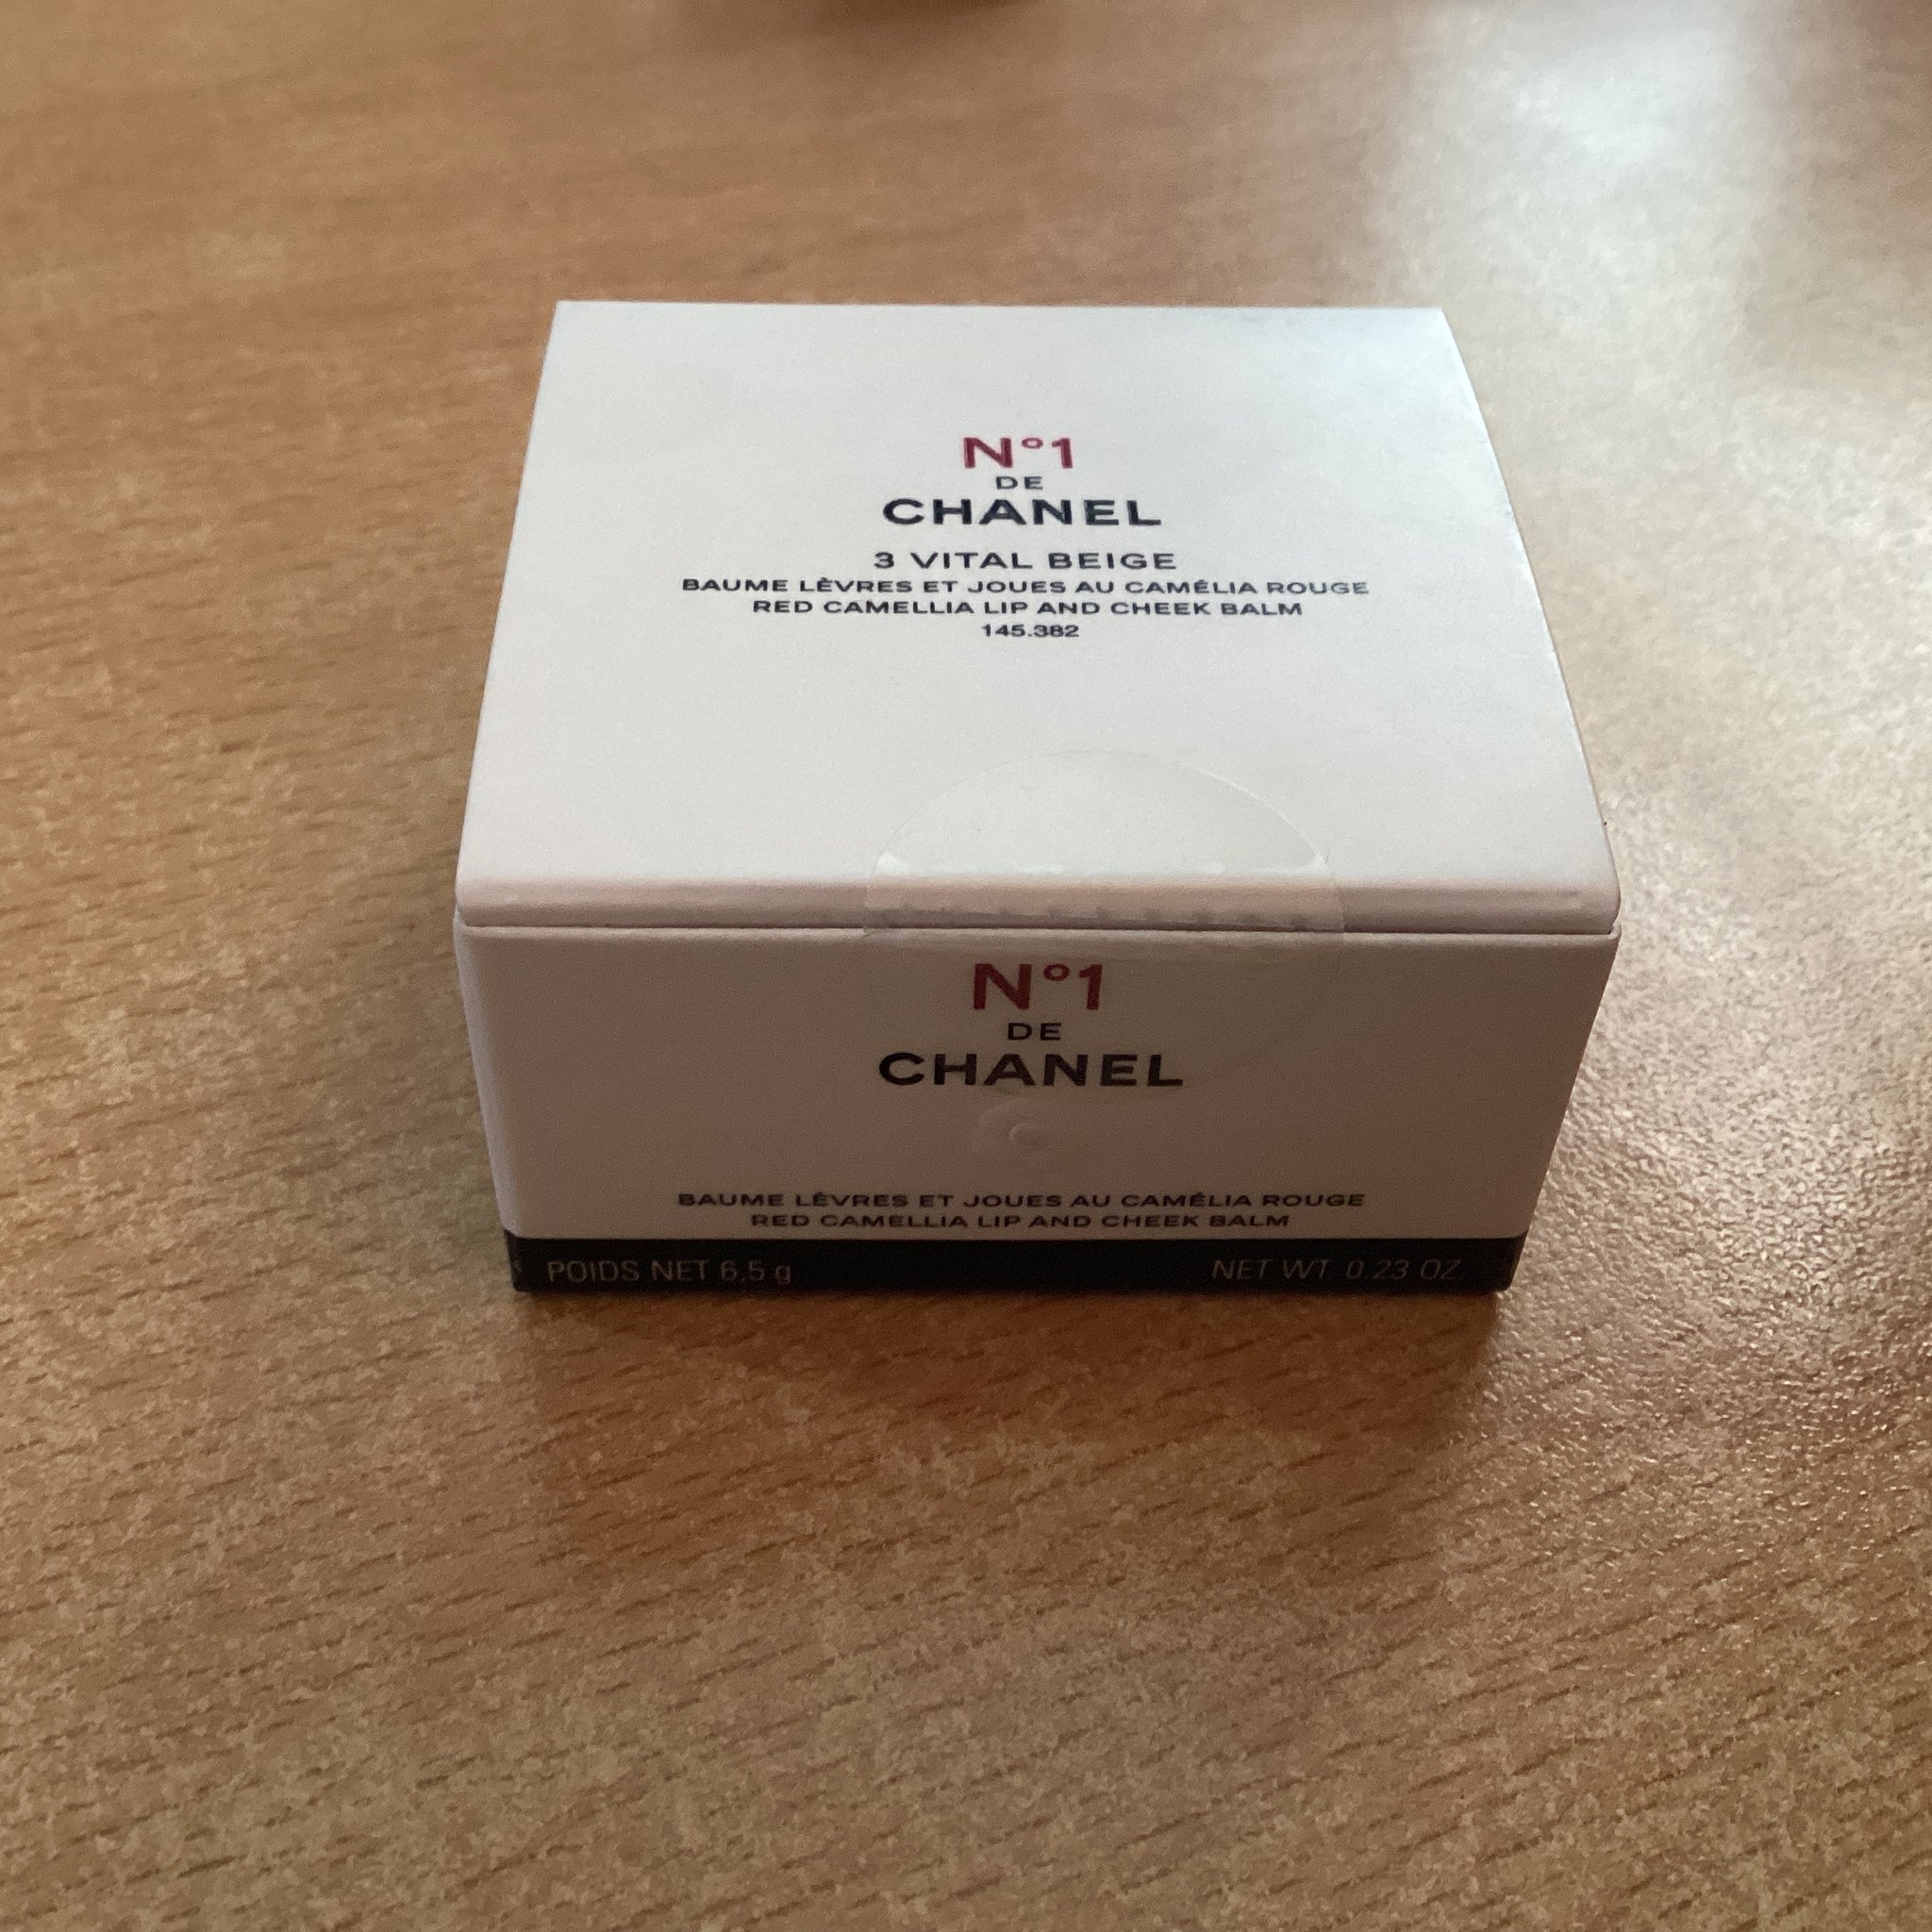 N°1
DE
CHANEL
3 VITAL BEIGE
BAUME LÈVRES ET JOUES AU CAMÉLIA ROUGE
RED CAMELLIA LIP AND CHEEK BALM
145.382
N°1
DE
CHANEL
BAUME LÈVRES ET JOUES AU CAMÉLIA ROUGE
RED CAMELLIA LIP AND CHEEK BALM
POIDS NET 6,5 g NET WT. 0.23 OZ.